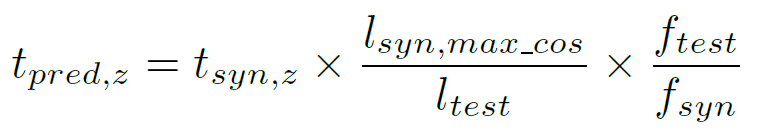 t_{pred,z} = t_{syn,z} × \frac{l_{syn,max\_cos}}{l_{test}} × \frac{f_{test}}{f_{syn}}